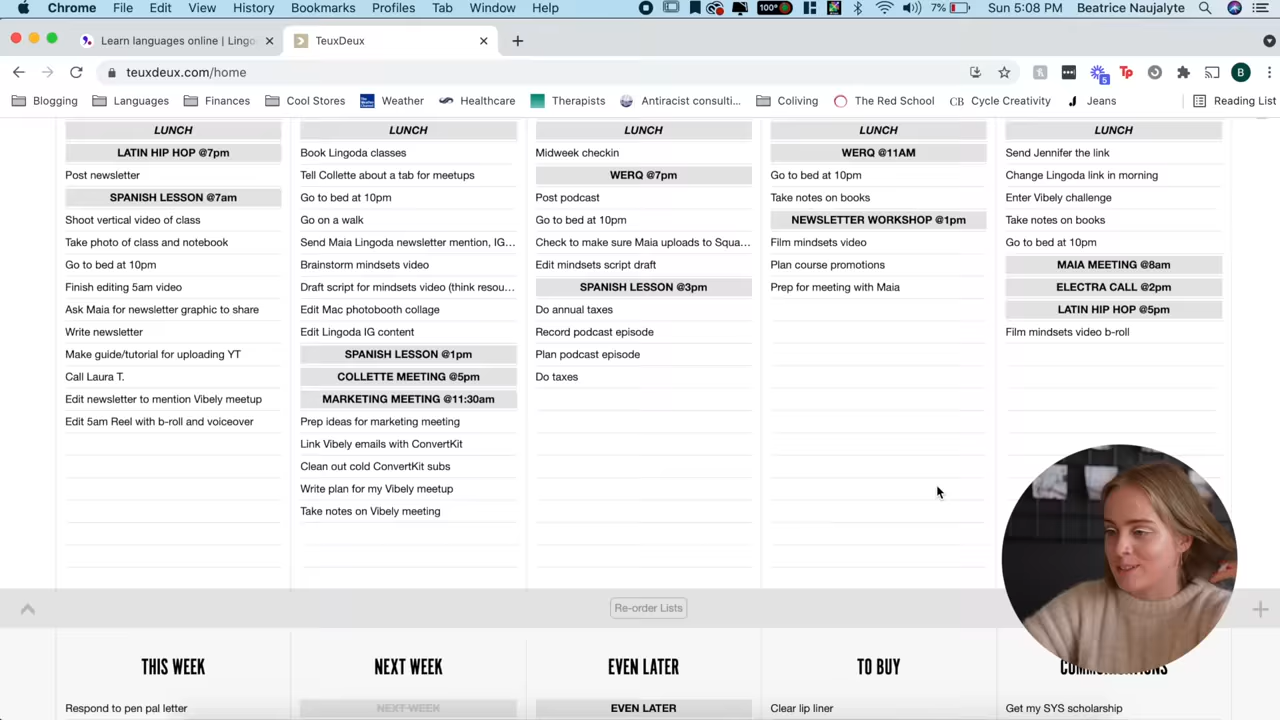 Chrome File Edit View History Bookmarks Profiles Tab Window Help 100% 7% Sun 5:08 PM Beatrice Naujalyte
Learn languages online | Lingo
TeuxDeux
teuxdeux.com/home
5
Tp
B
Blogging Languages Finances Cool Stores Weather Healthcare Therapists Antiracist consulti... Coliving The Red School CB Cycle Creativity Jeans Reading List
LUNCH
LATIN HIP HOP @7pm
Post newsletter
SPANISH LESSON @7am
Shoot vertical video of class
Take photo of class and notebook
Go to bed at 10pm
Finish editing 5am video
Ask Maia for newsletter graphic to share
Write newsletter
Make guide/tutorial for uploading YT
Call Laura T.
Edit newsletter to mention Vibely meetup
Edit 5am Reel with b-roll and voiceover
LUNCH
Book Lingoda classes
Tell Collette about a tab for meetups
Go to bed at 10pm
Go on a walk
Send Maia Lingoda newsletter mention, IG...
Brainstorm mindsets video
Draft script for mindsets video (think resou...
Edit Mac photobooth collage
Edit Lingoda IG content
SPANISH LESSON @1pm
COLLETTE MEETING @5pm
MARKETING MEETING @11:30am
Prep ideas for marketing meeting
Link Vibely emails with ConvertKit
Clean out cold ConvertKit subs
Write plan for my Vibely meetup
Take notes on Vibely meeting
LUNCH
Midweek checkin
WERQ @7pm
Post podcast
Go to bed at 10pm
Check to make sure Maia uploads to Squa...
Edit mindsets script draft
SPANISH LESSON @3pm
Do annual taxes
Record podcast episode
Plan podcast episode
Do taxes
LUNCH
WERQ @11AM
Go to bed at 10pm
Take notes on books
NEWSLETTER WORKSHOP @1pm
Film mindsets video
Plan course promotions
Prep for meeting with Maia
LUNCH
Send Jennifer the link
Change Lingoda link in morning
Enter Vibely challenge
Take notes on books
Go to bed at 10pm
MAIA MEETING @8am
ELECTRA CALL @2pm
LATIN HIP HOP @5pm
Film mindsets video b-roll
Re-order Lists
THIS WEEK
Respond to pen pal letter
NEXT WEEK
NEXT WEEK
EVEN LATER
EVEN LATER
TO BUY
Clear lip liner
Get my SYS scholarship